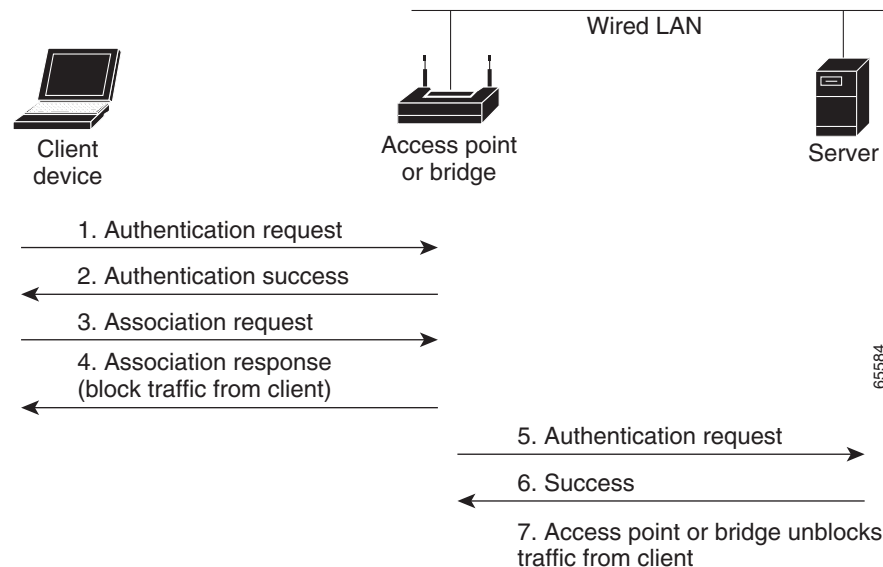 Wired LAN
Client
device
Access point
or bridge
Server
1. Authentication request
2. Authentication success
3. Association request
4. Association response
(block traffic from client)
65584
5. Authentication request
6. Success
7. Access point or bridge unblocks
traffic from client